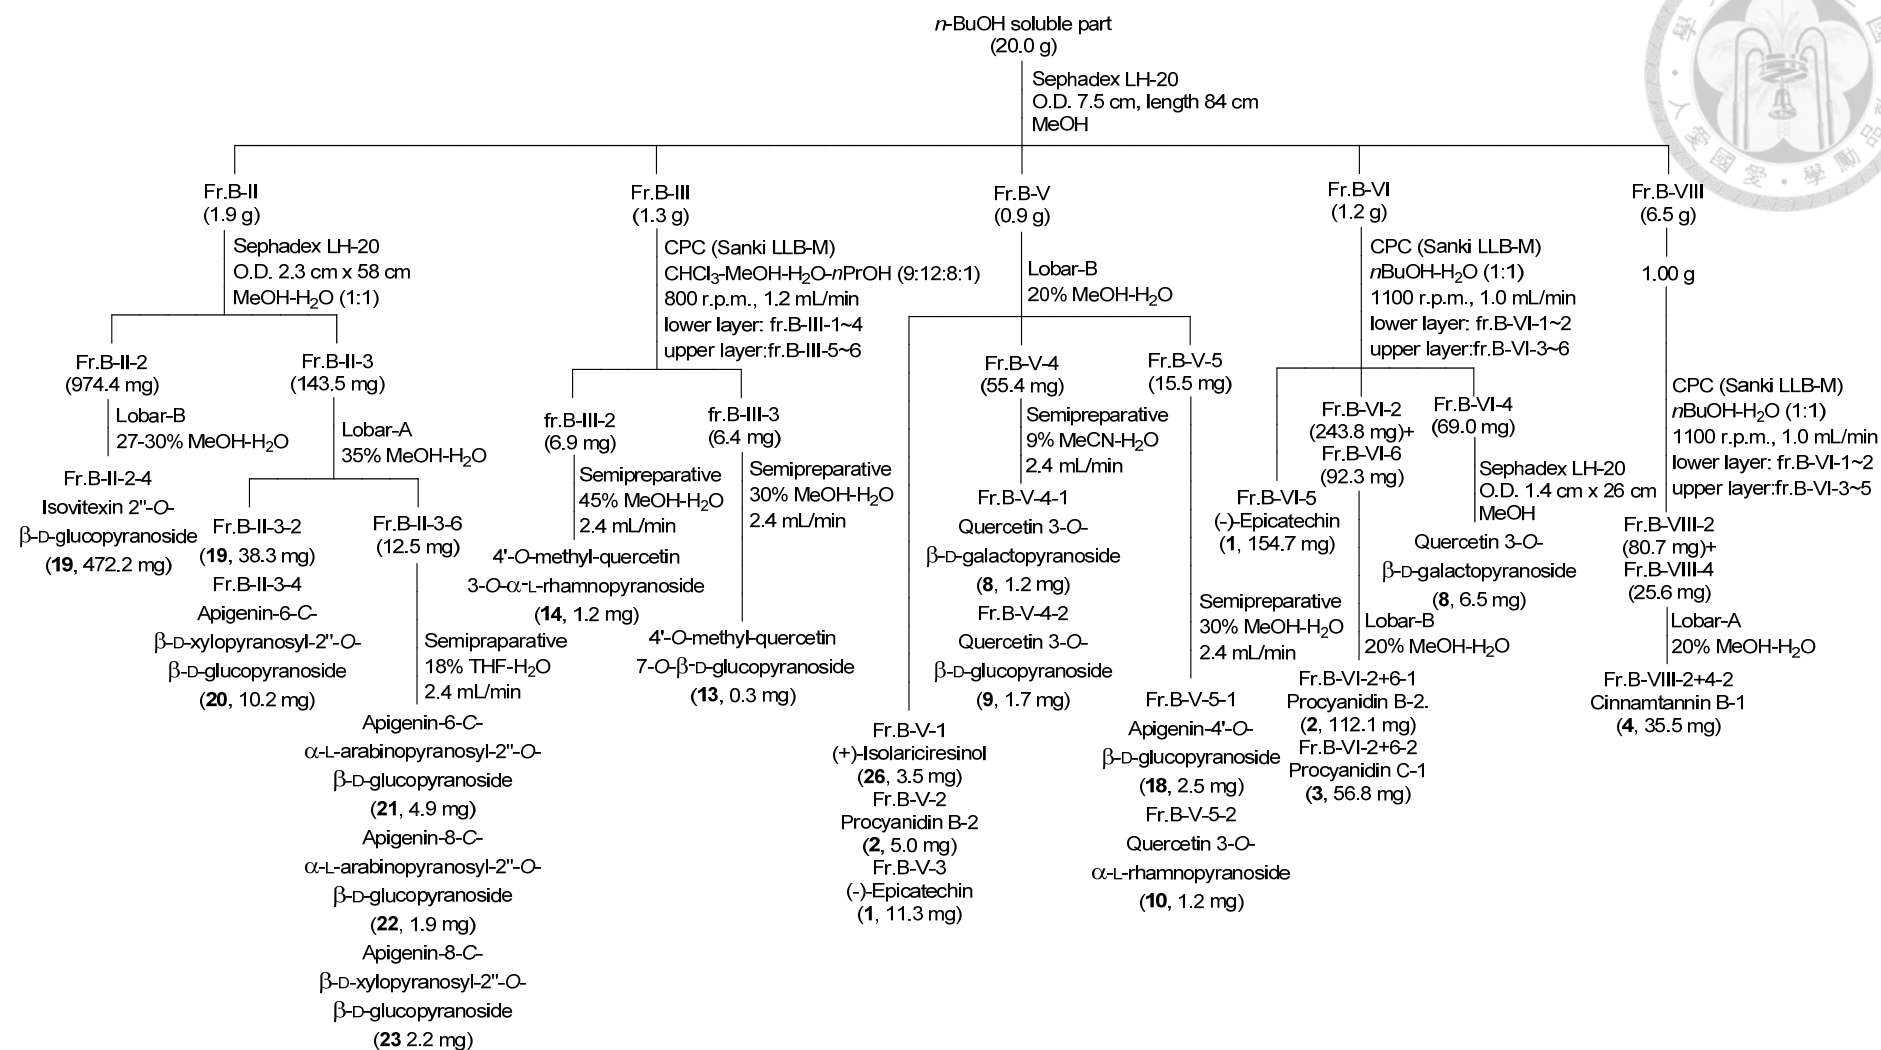 n-BuOH soluble part
(20.0 g)
Sephadex LH-20
O.D. 7.5 cm, length 84 cm
MeOH
Fr.B-II
(1.9 g)
Sephadex LH-20
O.D. 2.3 cm x 58 cm
MeOH-H₂O (1:1)
Fr.B-II-2
(974.4 mg)
Lobar-B
27-30% MeOH-H₂O
Fr.B-II-2-4
Isovitexin 2"-O-
β-D-glucopyranoside
(19, 472.2 mg)
Fr.B-II-3
(143.5 mg)
Lobar-A
35% MeOH-H₂O
Fr.B-II-3-2
(19, 38.3 mg)
Fr.B-II-3-4
Apigenin-6-C-
β-D-xylopyranosyl-2"-O-
β-D-glucopyranoside
(20, 10.2 mg)
Fr.B-II-3-6
(12.5 mg)
Semipraparative
18% THF-H₂O
2.4 mL/min
Apigenin-6-C-
α-L-arabinopyranosyl-2"-O-
β-D-glucopyranoside
(21, 4.9 mg)
Apigenin-8-C-
α-L-arabinopyranosyl-2"-O-
β-D-glucopyranoside
(22, 1.9 mg)
Apigenin-8-C-
β-D-xylopyranosyl-2"-O-
β-D-glucopyranoside
(23 2.2 mg)
Fr.B-III
(1.3 g)
CPC (Sanki LLB-M)
CHCl₃-MeOH-H₂O-nPrOH (9:12:8:1)
800 r.p.m., 1.2 mL/min
lower layer: fr.B-III-1~4
upper layer:fr.B-III-5~6
fr.B-III-2
(6.9 mg)
Semipreparative
45% MeOH-H₂O
2.4 mL/min
4'-O-methyl-quercetin
3-O-α-L-rhamnopyranoside
(14, 1.2 mg)
fr.B-III-3
(6.4 mg)
Semipreparative
30% MeOH-H₂O
2.4 mL/min
4'-O-methyl-quercetin
7-O-β-D-glucopyranoside
(13, 0.3 mg)
Fr.B-V
(0.9 g)
Lobar-B
20% MeOH-H₂O
Fr.B-V-1
(+)-Isolariciresinol
(26, 3.5 mg)
Fr.B-V-2
Procyanidin B-2
(2, 5.0 mg)
Fr.B-V-3
(-)-Epicatechin
(1, 11.3 mg)
Fr.B-V-4
(55.4 mg)
Semipreparative
9% MeCN-H₂O
2.4 mL/min
Fr.B-V-4-1
Quercetin 3-O-
β-D-galactopyranoside
(8, 1.2 mg)
Fr.B-V-4-2
Quercetin 3-O-
β-D-glucopyranoside
(9, 1.7 mg)
Fr.B-V-5
(15.5 mg)
Semipreparative
30% MeOH-H₂O
2.4 mL/min
Fr.B-V-5-1
Apigenin-4'-O-
β-D-glucopyranoside
(18, 2.5 mg)
Fr.B-V-5-2
Quercetin 3-O-
α-L-rhamnopyranoside
(10, 1.2 mg)
Fr.B-VI
(1.2 g)
CPC (Sanki LLB-M)
nBuOH-H₂O (1:1)
1100 r.p.m., 1.0 mL/min
lower layer: fr.B-VI-1~2
upper layer:fr.B-VI-3~6
Fr.B-VI-5
(-)-Epicatechin
(1, 154.7 mg)
Fr.B-VI-2
(243.8 mg)+
Fr.B-VI-6
(92.3 mg)
Lobar-B
20% MeOH-H₂O
Fr.B-VI-2+6-1
Procyanidin B-2.
(2, 112.1 mg)
Fr.B-VI-2+6-2
Procyanidin C-1
(3, 56.8 mg)
Fr.B-VI-4
(69.0 mg)
Sephadex LH-20
O.D. 1.4 cm x 26 cm
MeOH
Quercetin 3-O-
β-D-galactopyranoside
(8, 6.5 mg)
Fr.B-VIII
(6.5 g)
1.00 g
CPC (Sanki LLB-M)
nBuOH-H₂O (1:1)
1100 r.p.m., 1.0 mL/min
lower layer: fr.B-VI-1~2
upper layer:fr.B-VI-3~5
Fr.B-VIII-2
(80.7 mg)+
Fr.B-VIII-4
(25.6 mg)
Lobar-A
20% MeOH-H₂O
Fr.B-VIII-2+4-2
Cinnamtannin B-1
(4, 35.5 mg)